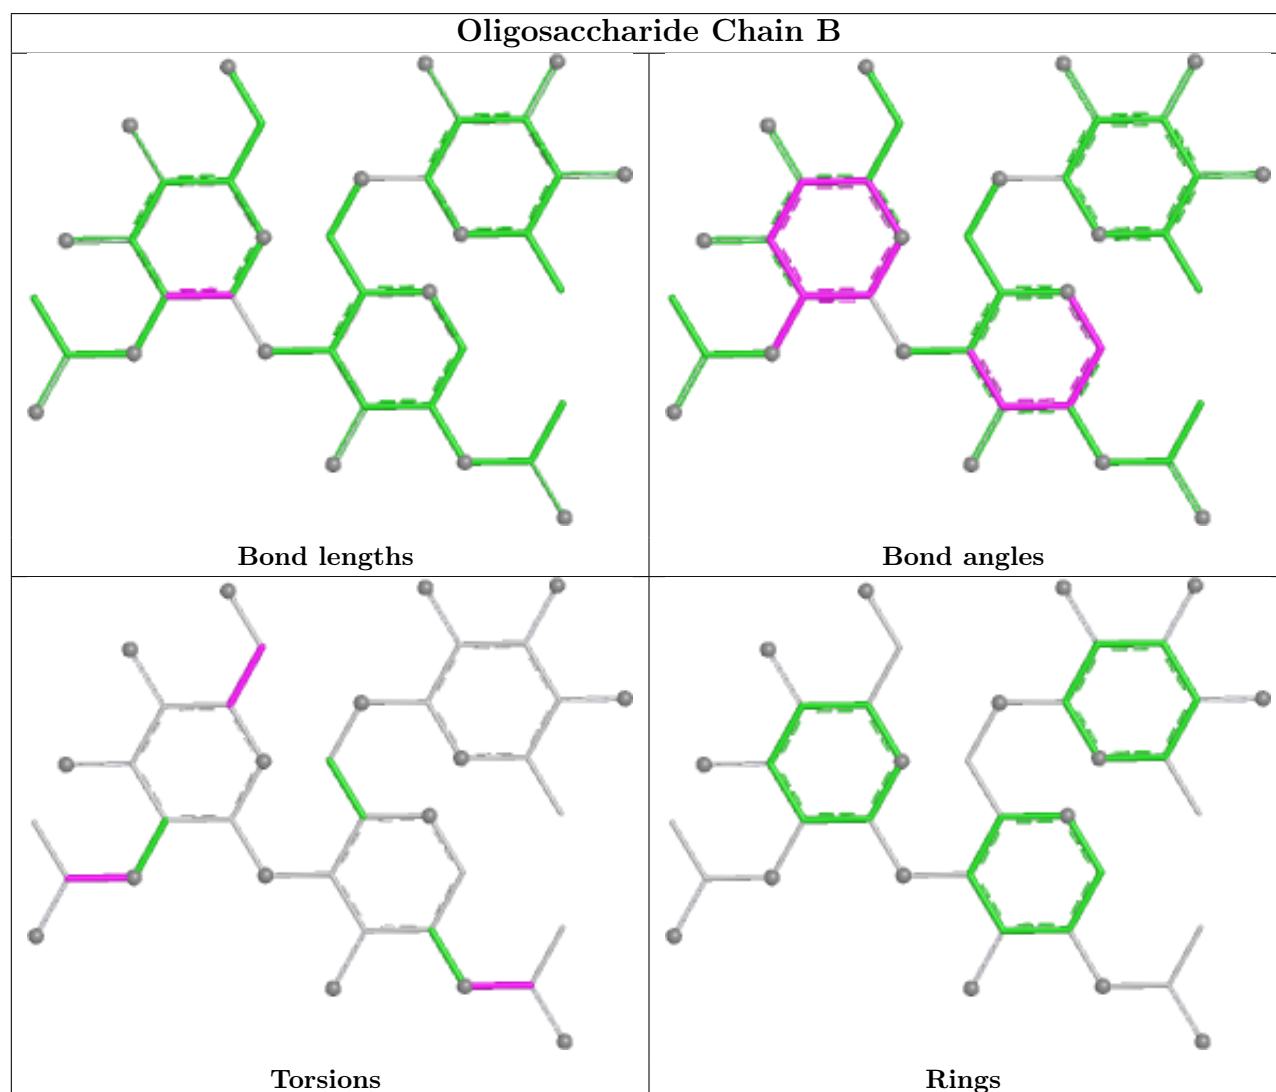 Oligosaccharide Chain B
Bond lengths
Bond angles
Torsions
Rings